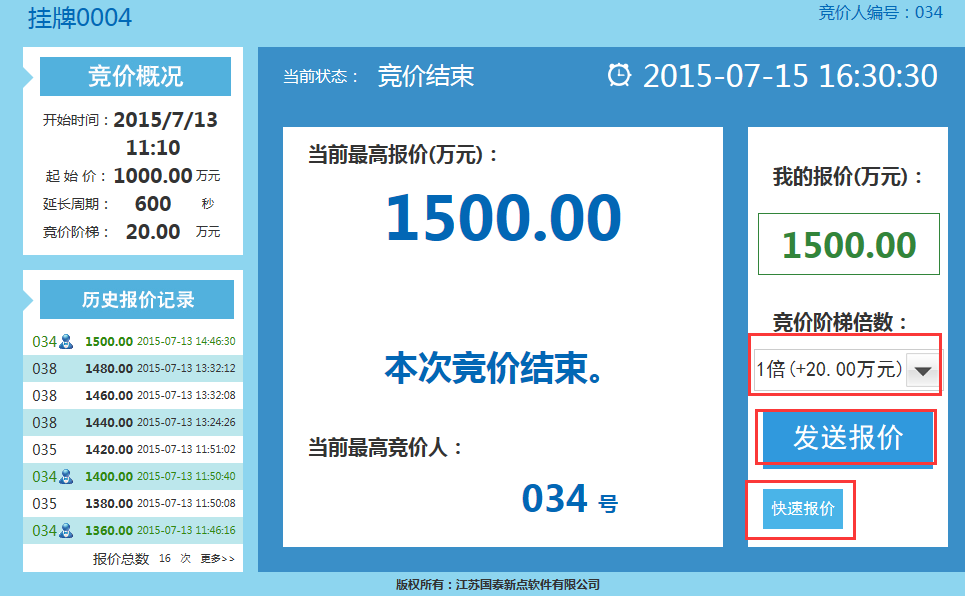 挂牌0004
竞价人编号：034
竞价概况
开始时间：2015/7/13
11:10
起 始 价：1000.00 万元
延长周期： 600 秒
竞价阶梯： 20.00 万元
历史报价记录
034 1500.00 2015-07-13 14:46:30
038 1480.00 2015-07-13 13:32:12
038 1460.00 2015-07-13 13:32:08
038 1440.00 2015-07-13 13:24:26
035 1420.00 2015-07-13 11:51:02
034 1400.00 2015-07-13 11:50:40
035 1380.00 2015-07-13 11:50:08
034 1360.00 2015-07-13 11:46:16
报价总数 16 次 更多>>
当前状态： 竞价结束
2015-07-15 16:30:30
当前最高报价(万元)：
1500.00
本次竞价结束。
当前最高竞价人：
034 号
我的报价(万元)：
1500.00
竞价阶梯倍数：
1倍(+20.00万元)
发送报价
快速报价
版权所有：江苏国泰新点软件有限公司